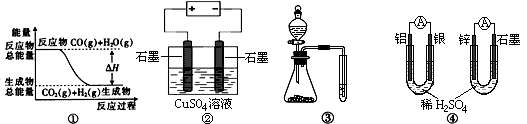 能量
反应物
总能量
反应物 CO(g)+H₂O(g)
ΔH
生成物
总能量
CO₂(g)+H₂(g)生成物
反应过程
①
石墨
石墨
CuSO₄溶液
②
③
A
铝
银
A
锌
石墨
稀H₂SO₄
④